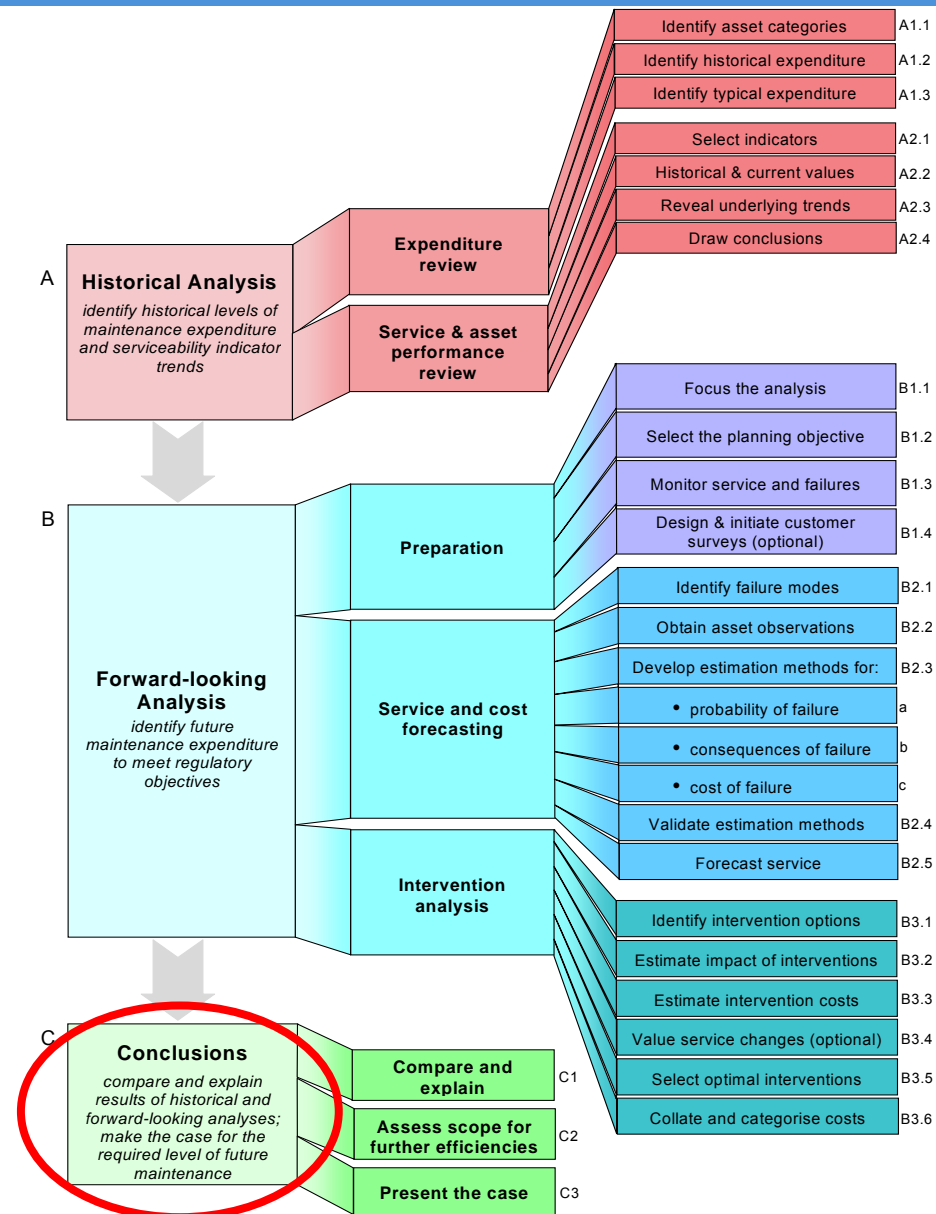 Identify asset categories A1.1
Identify historical expenditure A1.2
Identify typical expenditure A1.3
Select indicators A2.1
Historical & current values A2.2
Reveal underlying trends A2.3
Draw conclusions A2.4
Expenditure
review
Service & asset
performance
review
A
Historical Analysis
identify historical levels of
maintenance expenditure
and serviceability indicator
trends
B
Forward-looking
Analysis
identify future
maintenance expenditure
to meet regulatory
objectives
Preparation
Focus the analysis B1.1
Select the planning objective B1.2
Monitor service and failures B1.3
Design & initiate customer
surveys (optional) B1.4
Service and cost
forecasting
Identify failure modes B2.1
Obtain asset observations B2.2
Develop estimation methods for: B2.3
• probability of failure a
• consequences of failure b
• cost of failure c
Validate estimation methods B2.4
Forecast service B2.5
Intervention
analysis
Identify intervention options B3.1
Estimate impact of interventions B3.2
Estimate intervention costs B3.3
Value service changes (optional) B3.4
Select optimal interventions B3.5
Collate and categorise costs B3.6
C
Conclusions
compare and explain
results of historical and
forward-looking analyses;
make the case for the
required level of future
maintenance
Compare and
explain C1
Assess scope for
further efficiencies C2
Present the case C3